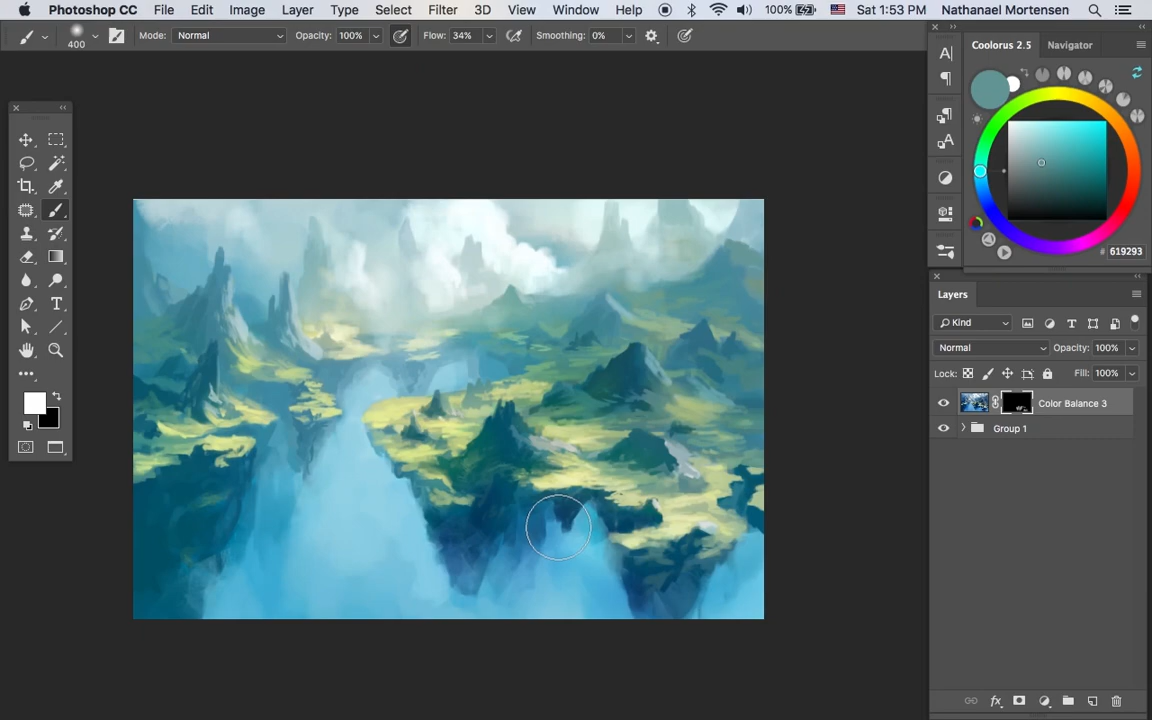 Photoshop CC File Edit Image Layer Type Select Filter 3D View Window Help 100% Sat 1:53 PM Nathanael Mortensen
400 Mode: Normal Opacity: 100% Flow: 34% Smoothing: 0%
Coolorus 2.5 Navigator
# 619293
Layers
Kind
Normal Opacity: 100%
Lock: Fill: 100%
Color Balance 3
Group 1
fx